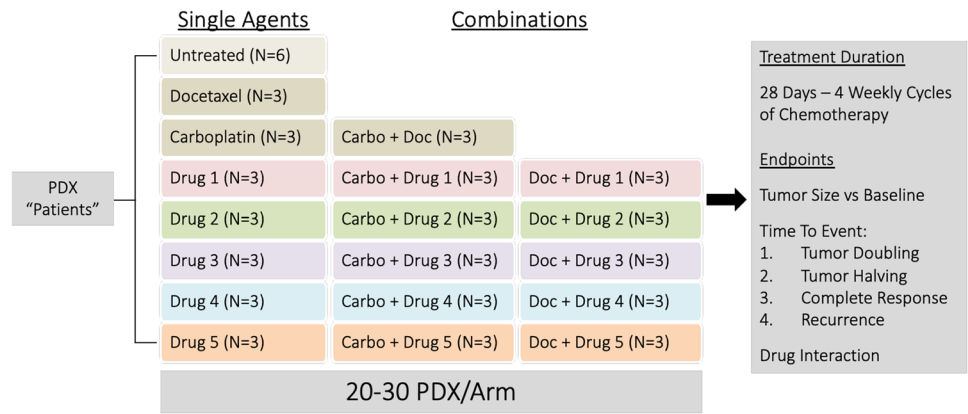 Single Agents
Combinations
PDX
"Patients"
Untreated (N=6)
Docetaxel (N=3)
Carboplatin (N=3)
Carbo + Doc (N=3)
Drug 1 (N=3)
Carbo + Drug 1 (N=3)
Doc + Drug 1 (N=3)
Drug 2 (N=3)
Carbo + Drug 2 (N=3)
Doc + Drug 2 (N=3)
Drug 3 (N=3)
Carbo + Drug 3 (N=3)
Doc + Drug 3 (N=3)
Drug 4 (N=3)
Carbo + Drug 4 (N=3)
Doc + Drug 4 (N=3)
Drug 5 (N=3)
Carbo + Drug 5 (N=3)
Doc + Drug 5 (N=3)
20-30 PDX/Arm
Treatment Duration
28 Days – 4 Weekly Cycles
of Chemotherapy
Endpoints
Tumor Size vs Baseline
Time To Event:
1. Tumor Doubling
2. Tumor Halving
3. Complete Response
4. Recurrence
Drug Interaction